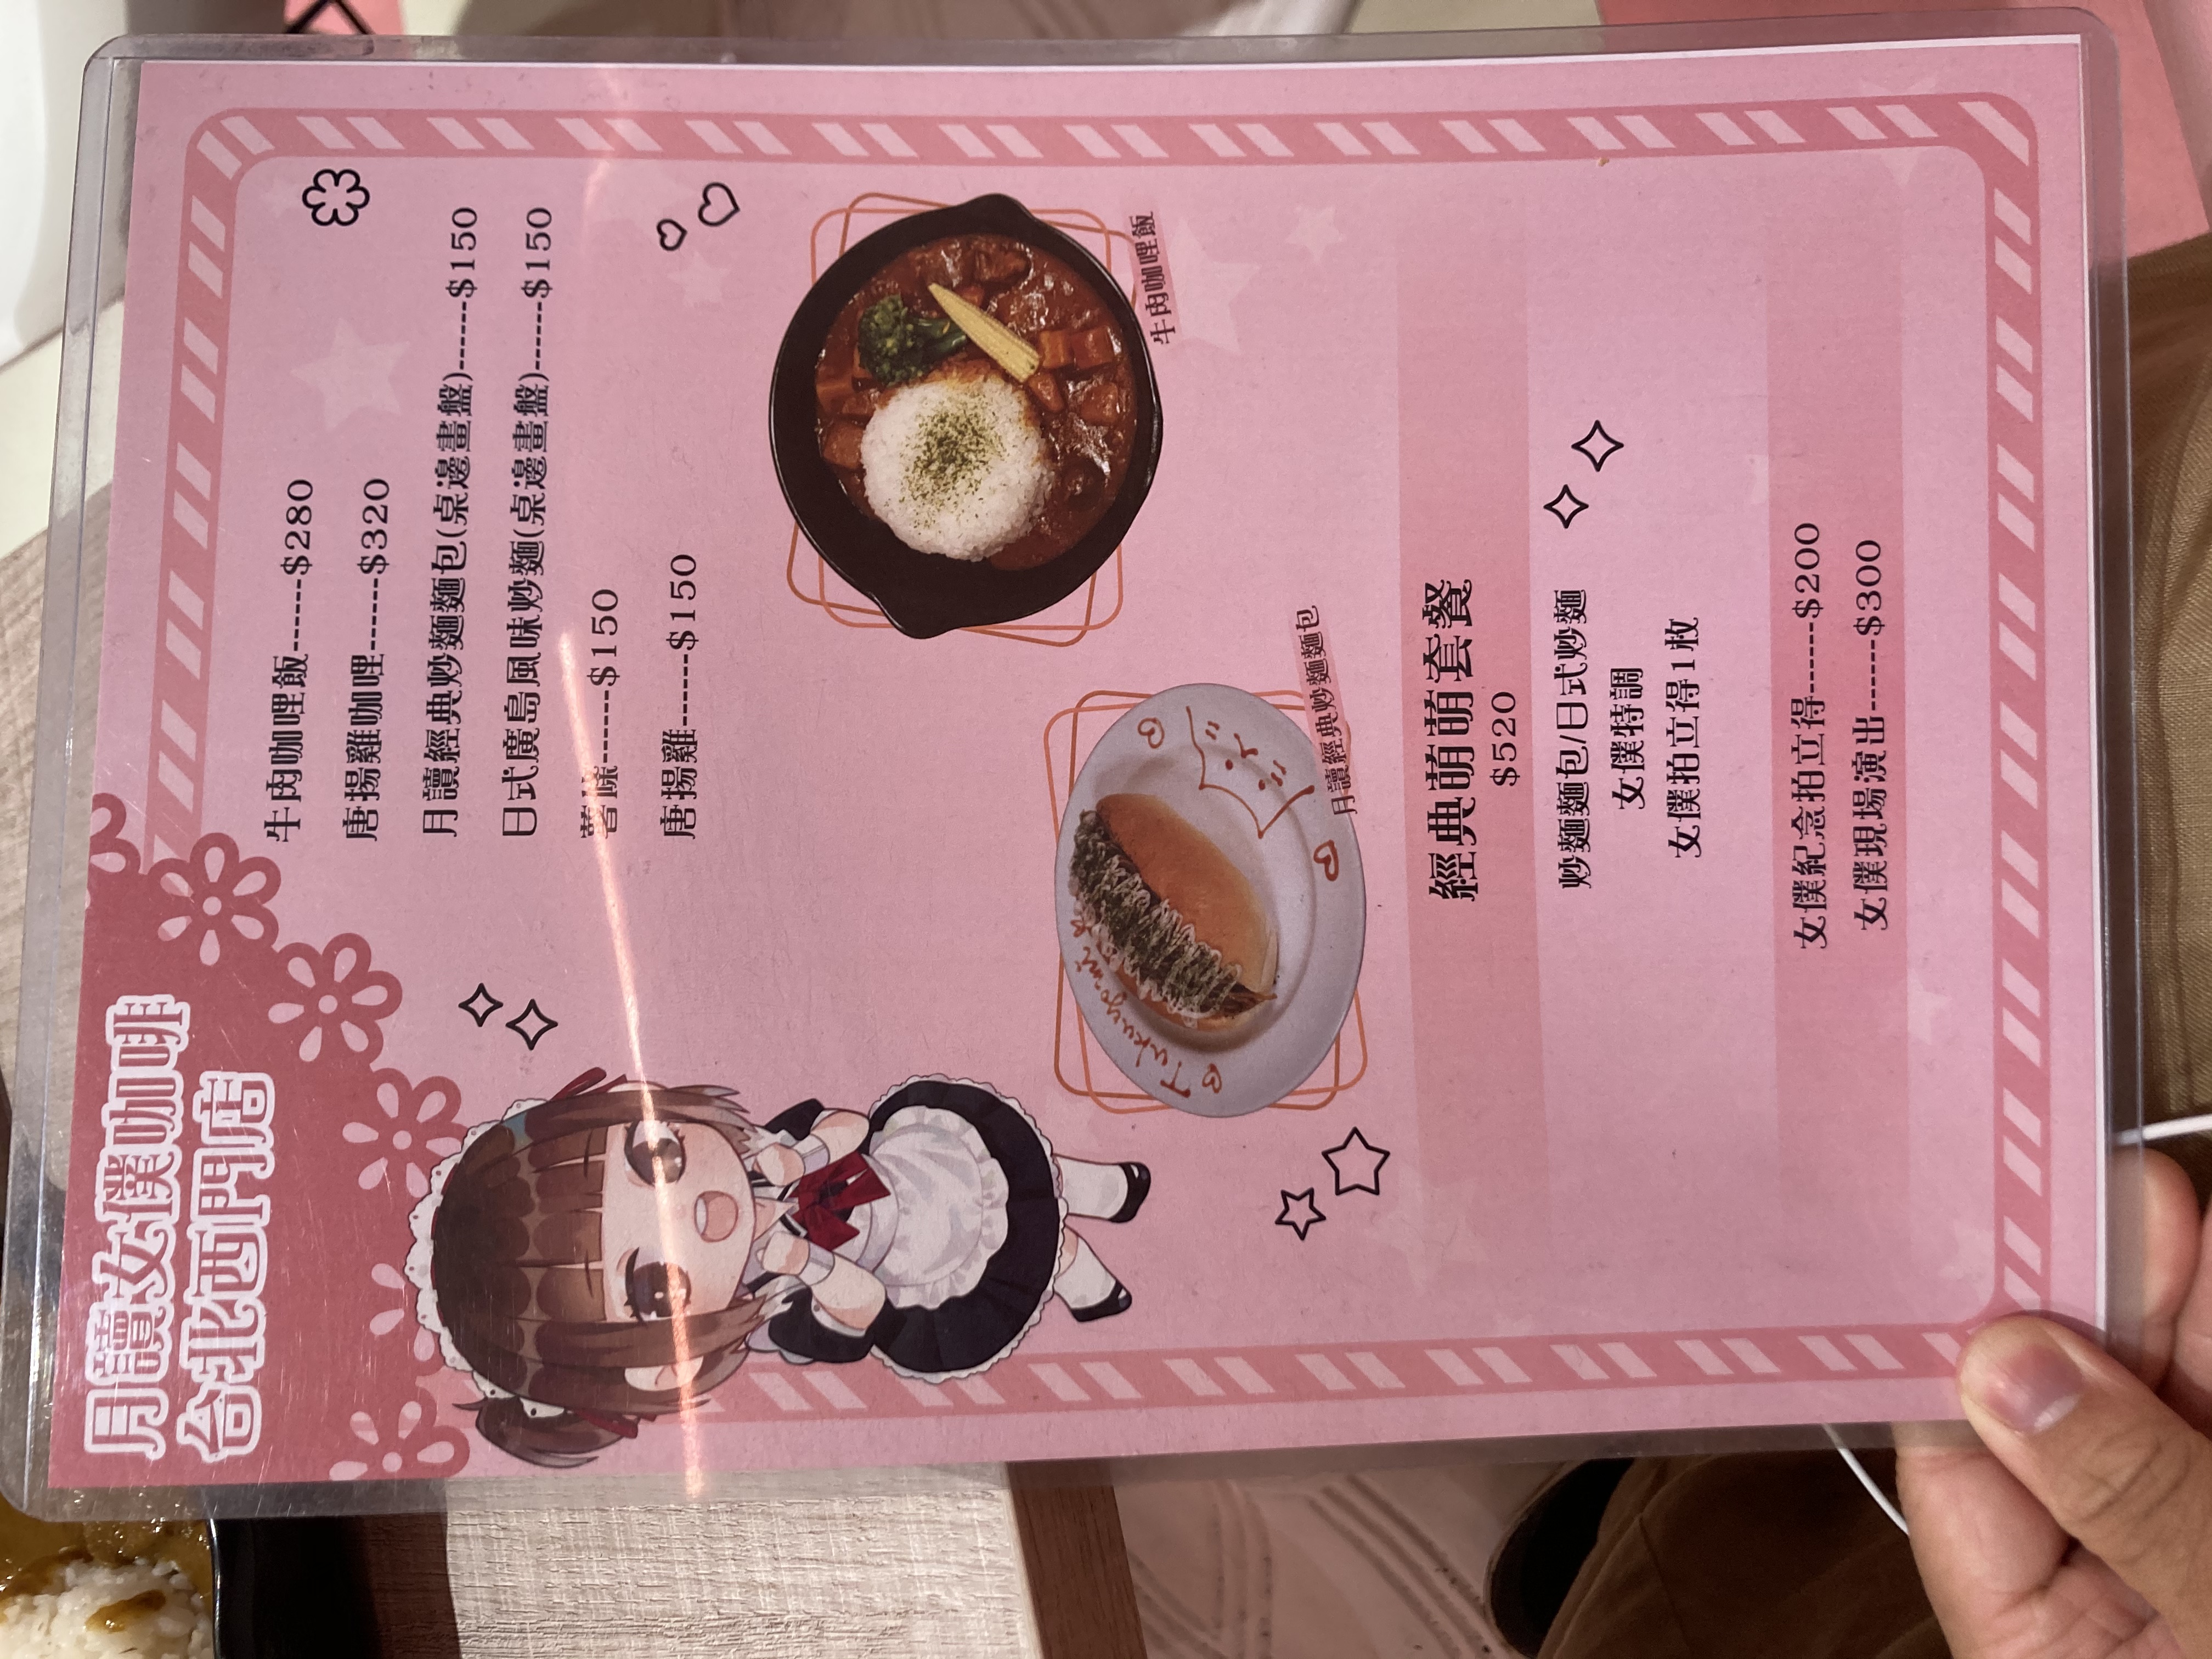 月讀女僕咖啡
台北西門店
牛肉咖哩飯------$280
唐揚雞咖哩------$320
月讀經典炒麵麵包(桌邊畫盤)------$150
日式廣島風味炒麵(桌邊畫盤)------$150
薯條------$150
唐揚雞------$150
牛肉咖哩飯
Tukuyomi
月讀經典炒麵麵包
經典萌萌套餐
$520
炒麵麵包/日式炒麵
女僕特調
女僕拍立得1枚
女僕紀念拍立得------$200
女僕現場演出------$300